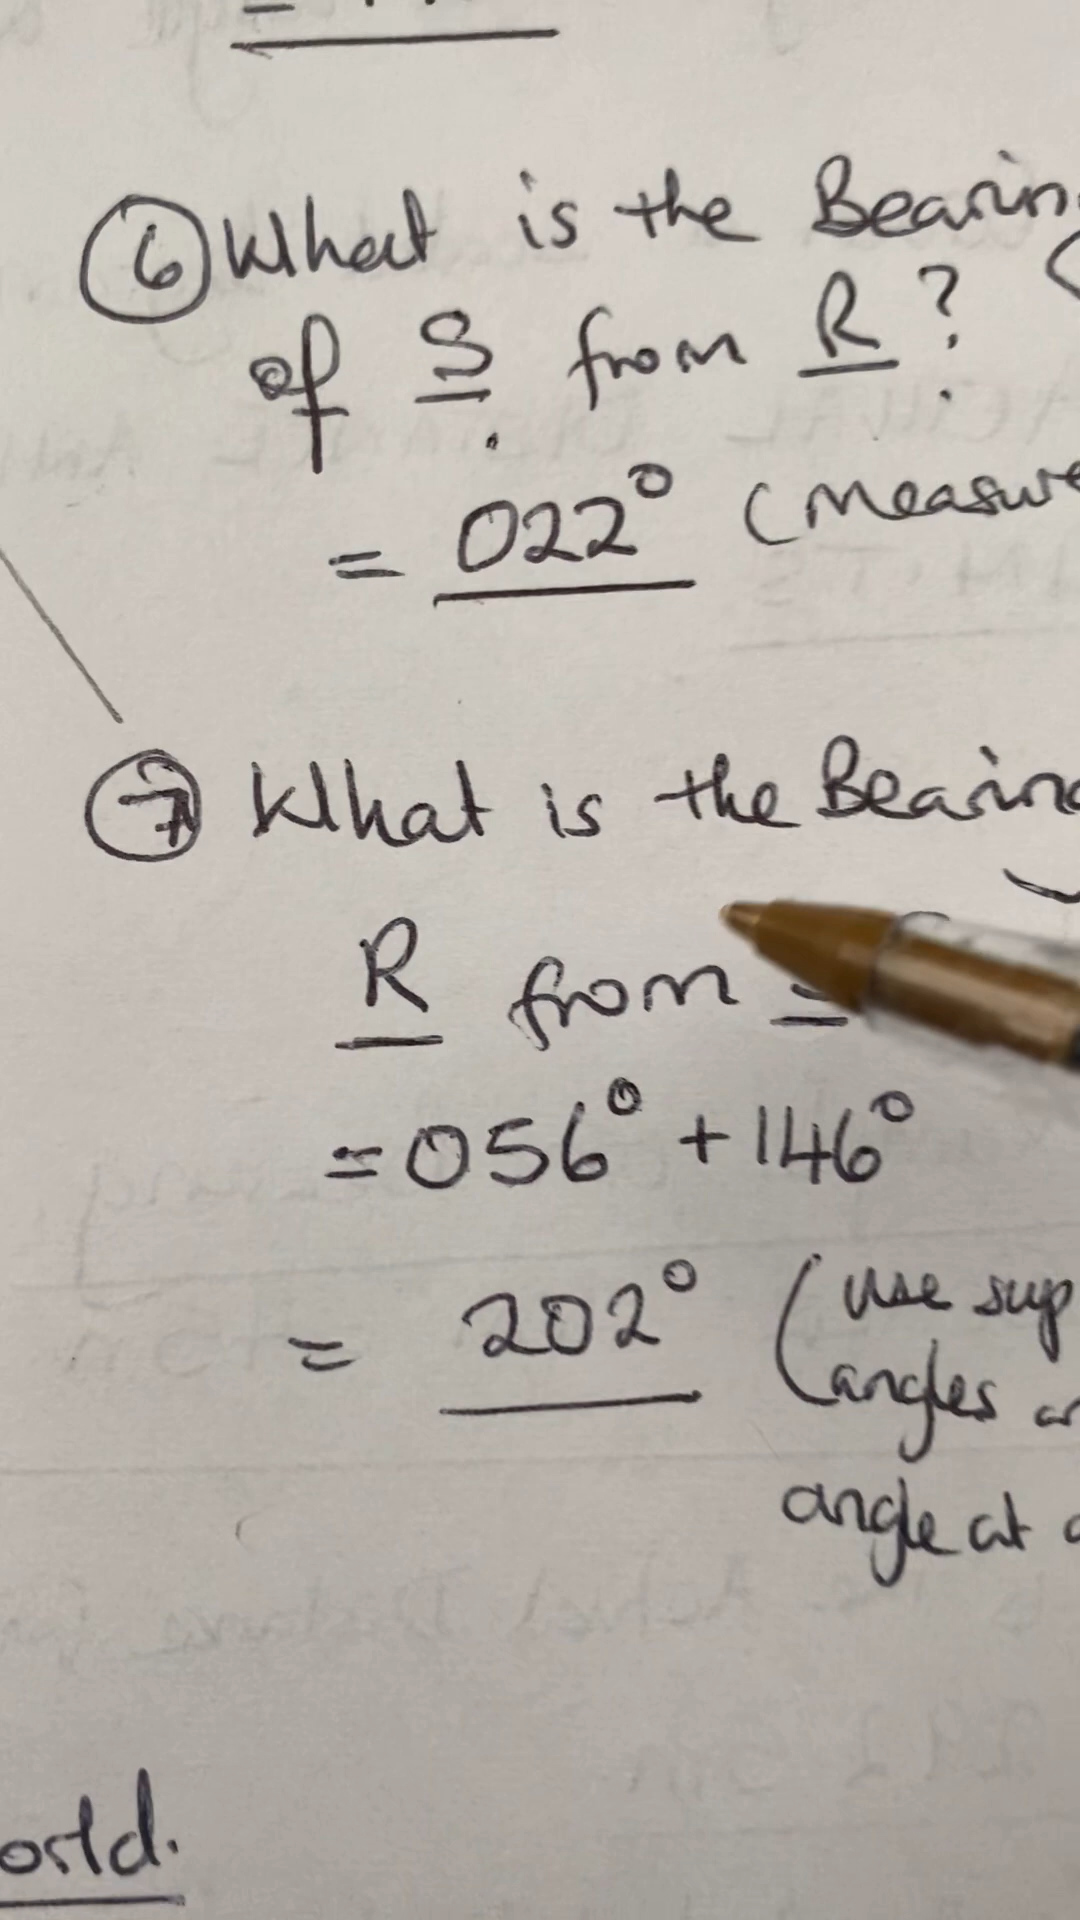 ⑥ What is the Bearin
of S from R?
= 022° (Measure
⑦ What is the Bearing
R from
= 056° + 146°
= 202° (use sup
angles
angle at
orld.